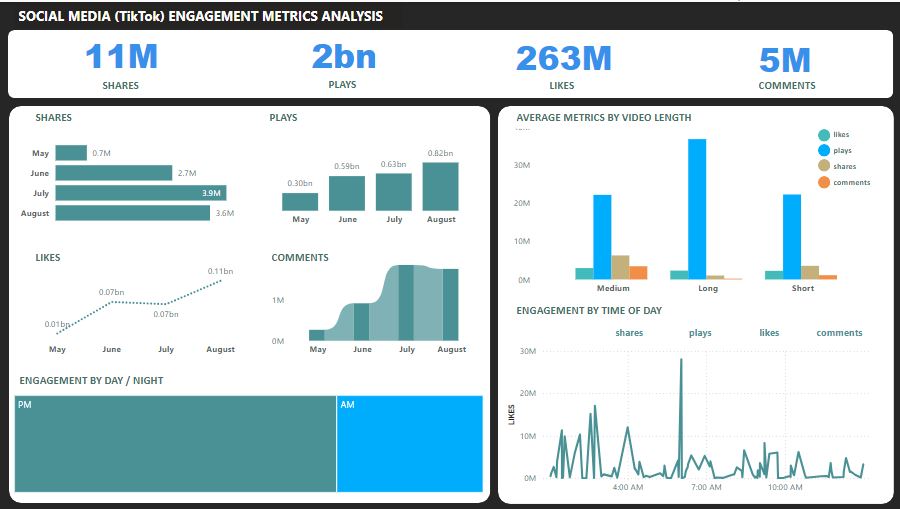 SOCIAL MEDIA (TikTok) ENGAGEMENT METRICS ANALYSIS
11M
2bn
263M
5M
SHARES
PLAYS
LIKES
COMMENTS
SHARES
May
0.7M
June
2.7M
July
3.9M
August
3.6M
PLAYS
0.30bn
0.59bn
0.63bn
0.82bn
May June July August
LIKES
0.01bn
0.07bn
0.07bn
0.11bn
May June July August
COMMENTS
1M
0M
May June July August
ENGAGEMENT BY DAY / NIGHT
PM
AM
AVERAGE METRICS BY VIDEO LENGTH
likes
plays
shares
comments
30M
20M
10M
0M
Medium Long Short
ENGAGEMENT BY TIME OF DAY
shares plays likes comments
LIKES
30M
20M
10M
0M
4:00 AM 7:00 AM 10:00 AM